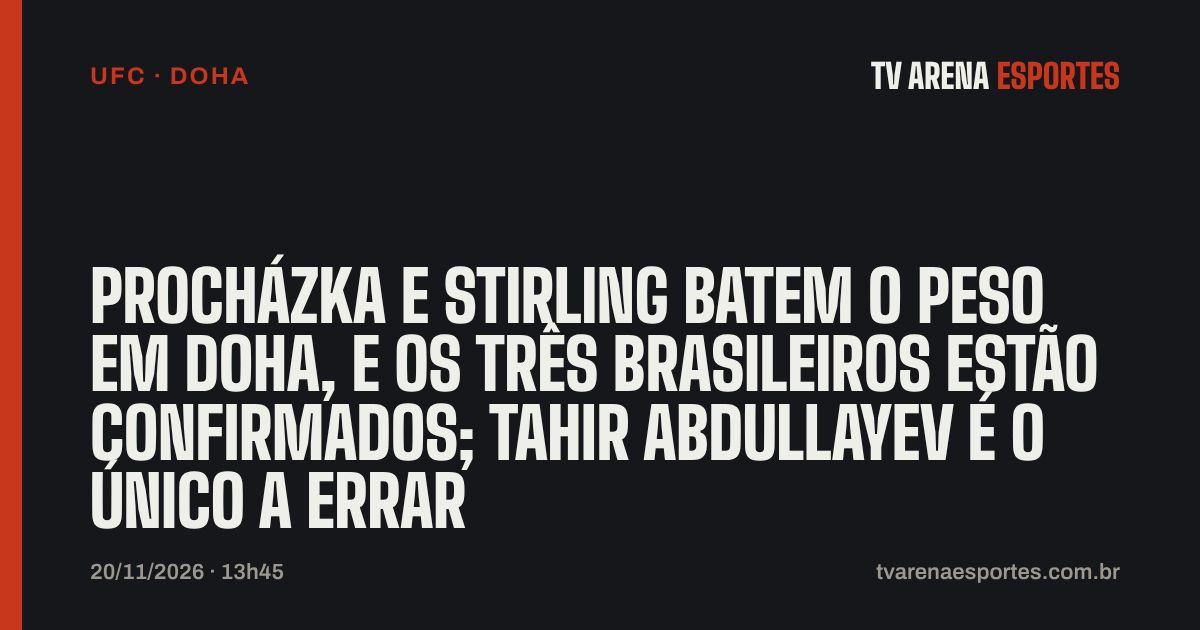 UFC · DOHA
TV ARENA ESPORTES
PROCHÁZKA E STIRLING BATEM O PESO
EM DOHA, E OS TRÊS BRASILEIROS ESTÃO
CONFIRMADOS; TAHIR ABDULLAYEV É O
ÚNICO A ERRAR
20/11/2026 · 13h45
tvarenaesportes.com.br